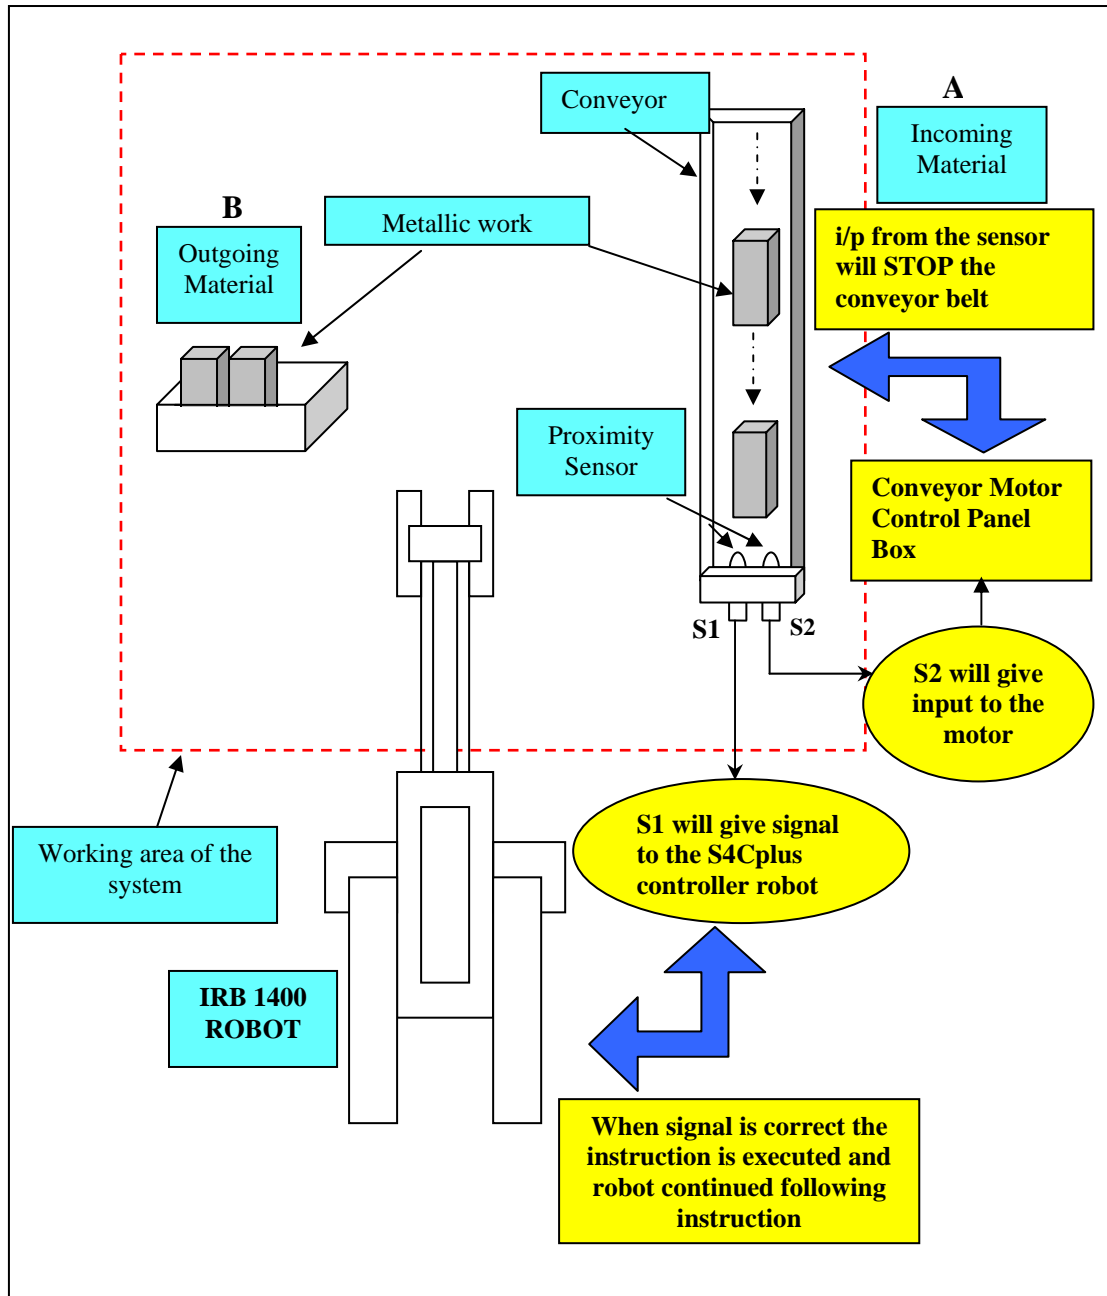 Conveyor
A
Incoming
Material
B
Outgoing
Material
Metallic work
i/p from the sensor
will STOP the
conveyor belt
Proximity
Sensor
Conveyor Motor
Control Panel
Box
S1
S2
S2 will give
input to the
motor
Working area of the
system
S1 will give signal
to the S4Cplus
controller robot
IRB 1400
ROBOT
When signal is correct the
instruction is executed and
robot continued following
instruction